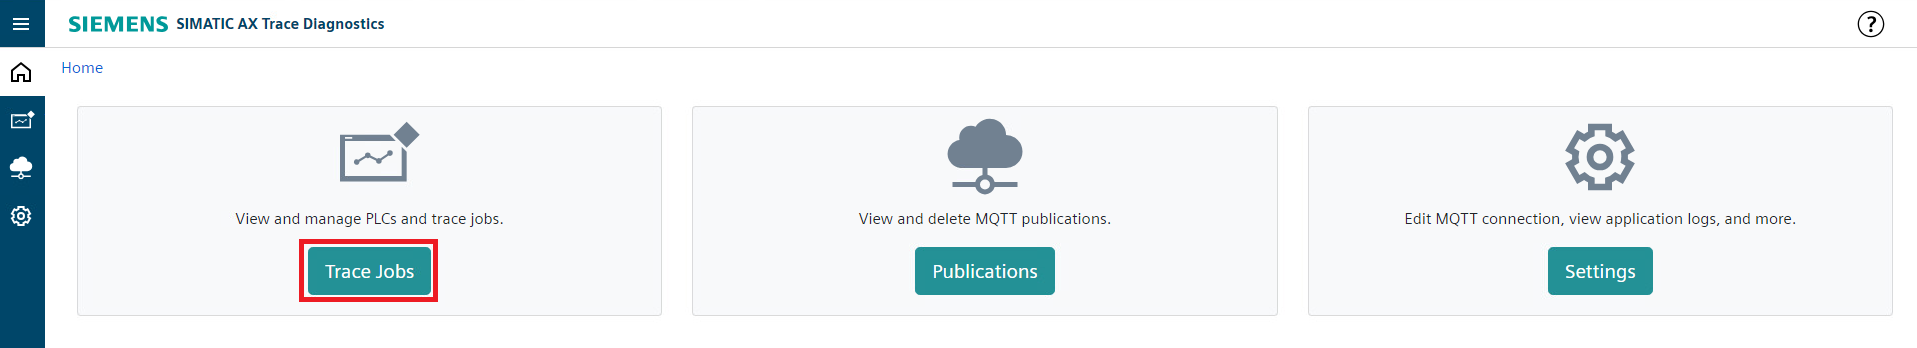 SIEMENS SIMATIC AX Trace Diagnostics
?
Home
View and manage PLCs and trace jobs.
Trace Jobs
View and delete MQTT publications.
Publications
Edit MQTT connection, view application logs, and more.
Settings